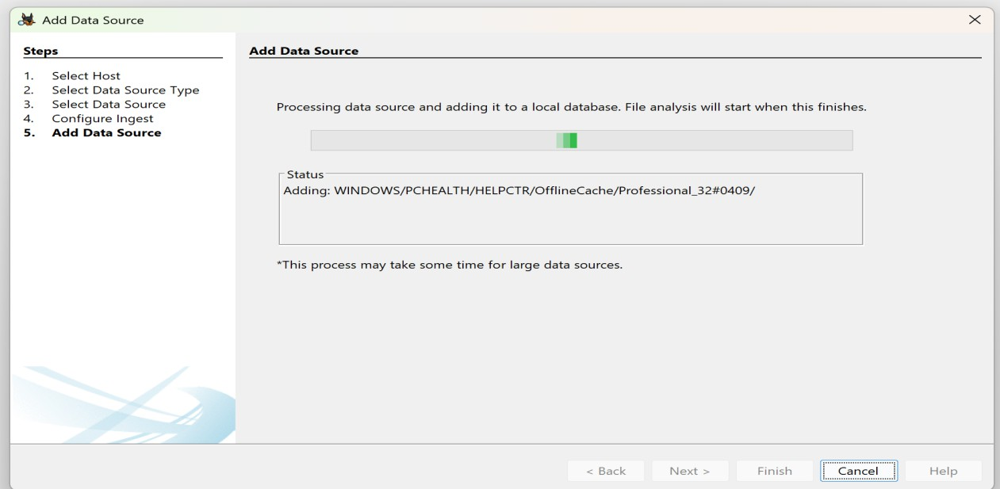 Add Data Source
Steps
1. Select Host
2. Select Data Source Type
3. Select Data Source
4. Configure Ingest
5. Add Data Source
Add Data Source
Processing data source and adding it to a local database. File analysis will start when this finishes.
Status
Adding: WINDOWS/PCHEALTH/HELPCTR/OfflineCache/Professional_32#0409/
*This process may take some time for large data sources.
< Back Next > Finish Cancel Help